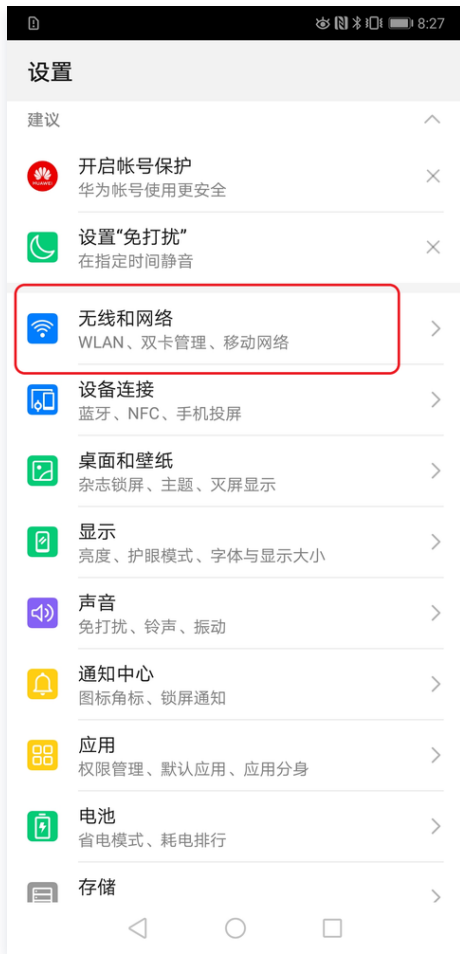 8:27
设置
建议
开启帐号保护
华为帐号使用更安全
HUAWEI
设置“免打扰”
在指定时间静音
无线和网络
WLAN、双卡管理、移动网络
设备连接
蓝牙、NFC、手机投屏
桌面和壁纸
杂志锁屏、主题、灭屏显示
显示
亮度、护眼模式、字体与显示大小
声音
免打扰、铃声、振动
通知中心
图标角标、锁屏通知
应用
权限管理、默认应用、应用分身
电池
省电模式、耗电排行
存储